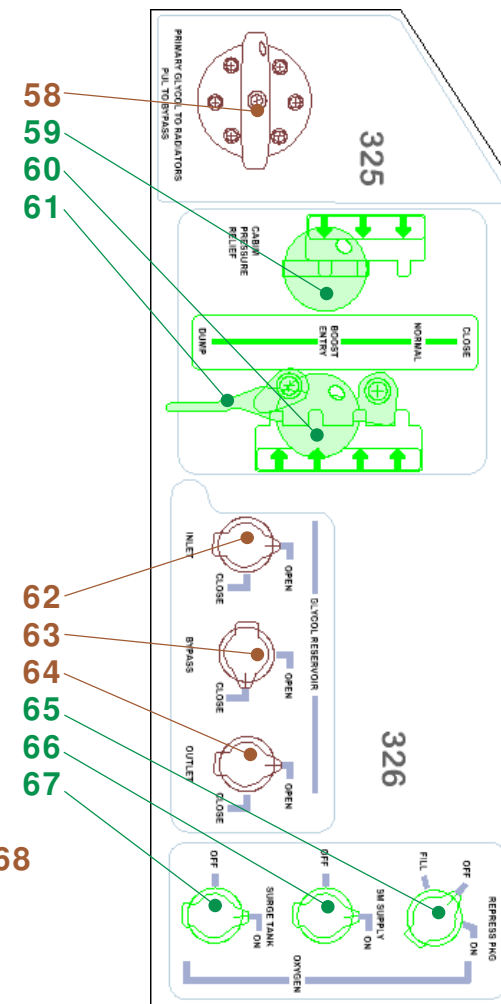 58
59
60
61
PRIMARY GLYCOL TO RADIATORS
PUL TO BYPASS
325
CABIN
PRESSURE
RELIEF
DUMP
BOOST
ENTRY
NORMAL
CLOSE
62
63
64
65
66
67
68
INLET
CLOSE
OPEN
GLYCOL RESERVOIR
BYPASS
CLOSE
OPEN
OUTLET
CLOSE
OPEN
326
OFF
SURGE TANK
ON
OFF
SM SUPPLY
ON
FILL
OFF
REPRESS PKG
ON
OXYGEN